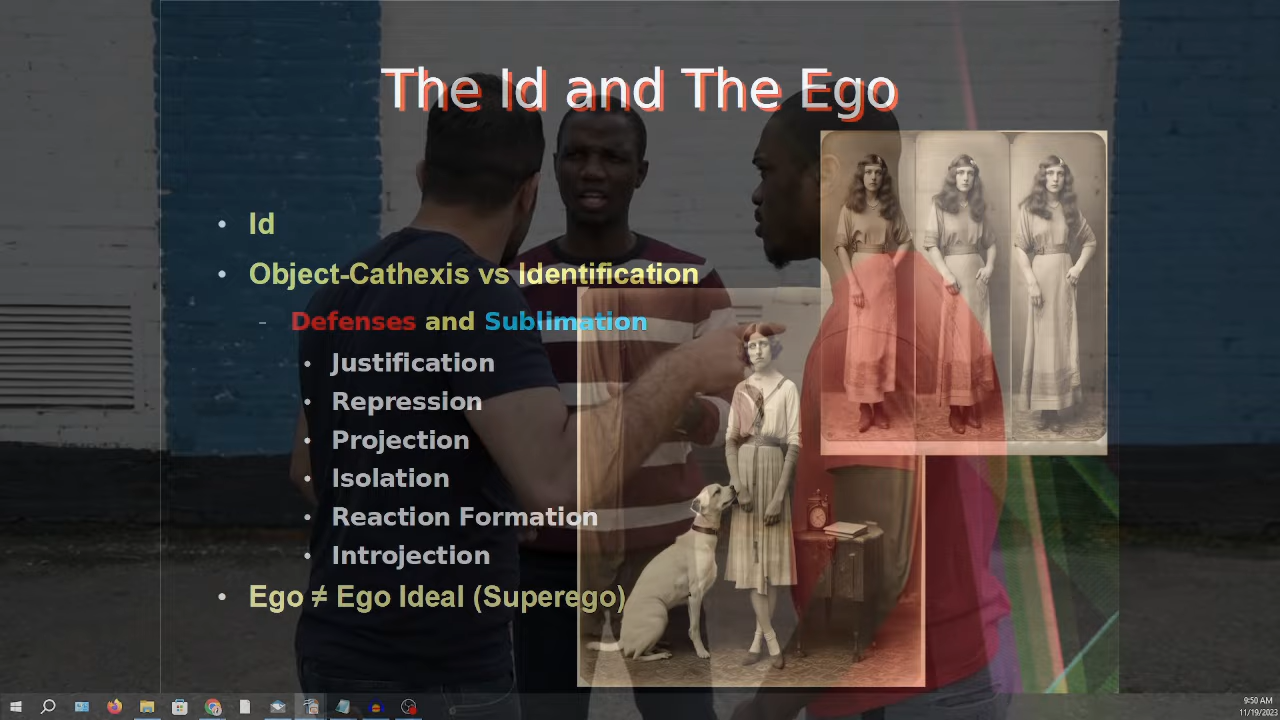 The Id and The Ego
Id
Object-Cathexis vs Identification
Defenses and Sublimation
Justification
Repression
Projection
Isolation
Reaction Formation
Introjection
Ego ≠ Ego Ideal (Superego)
9:50 AM
11/19/2023